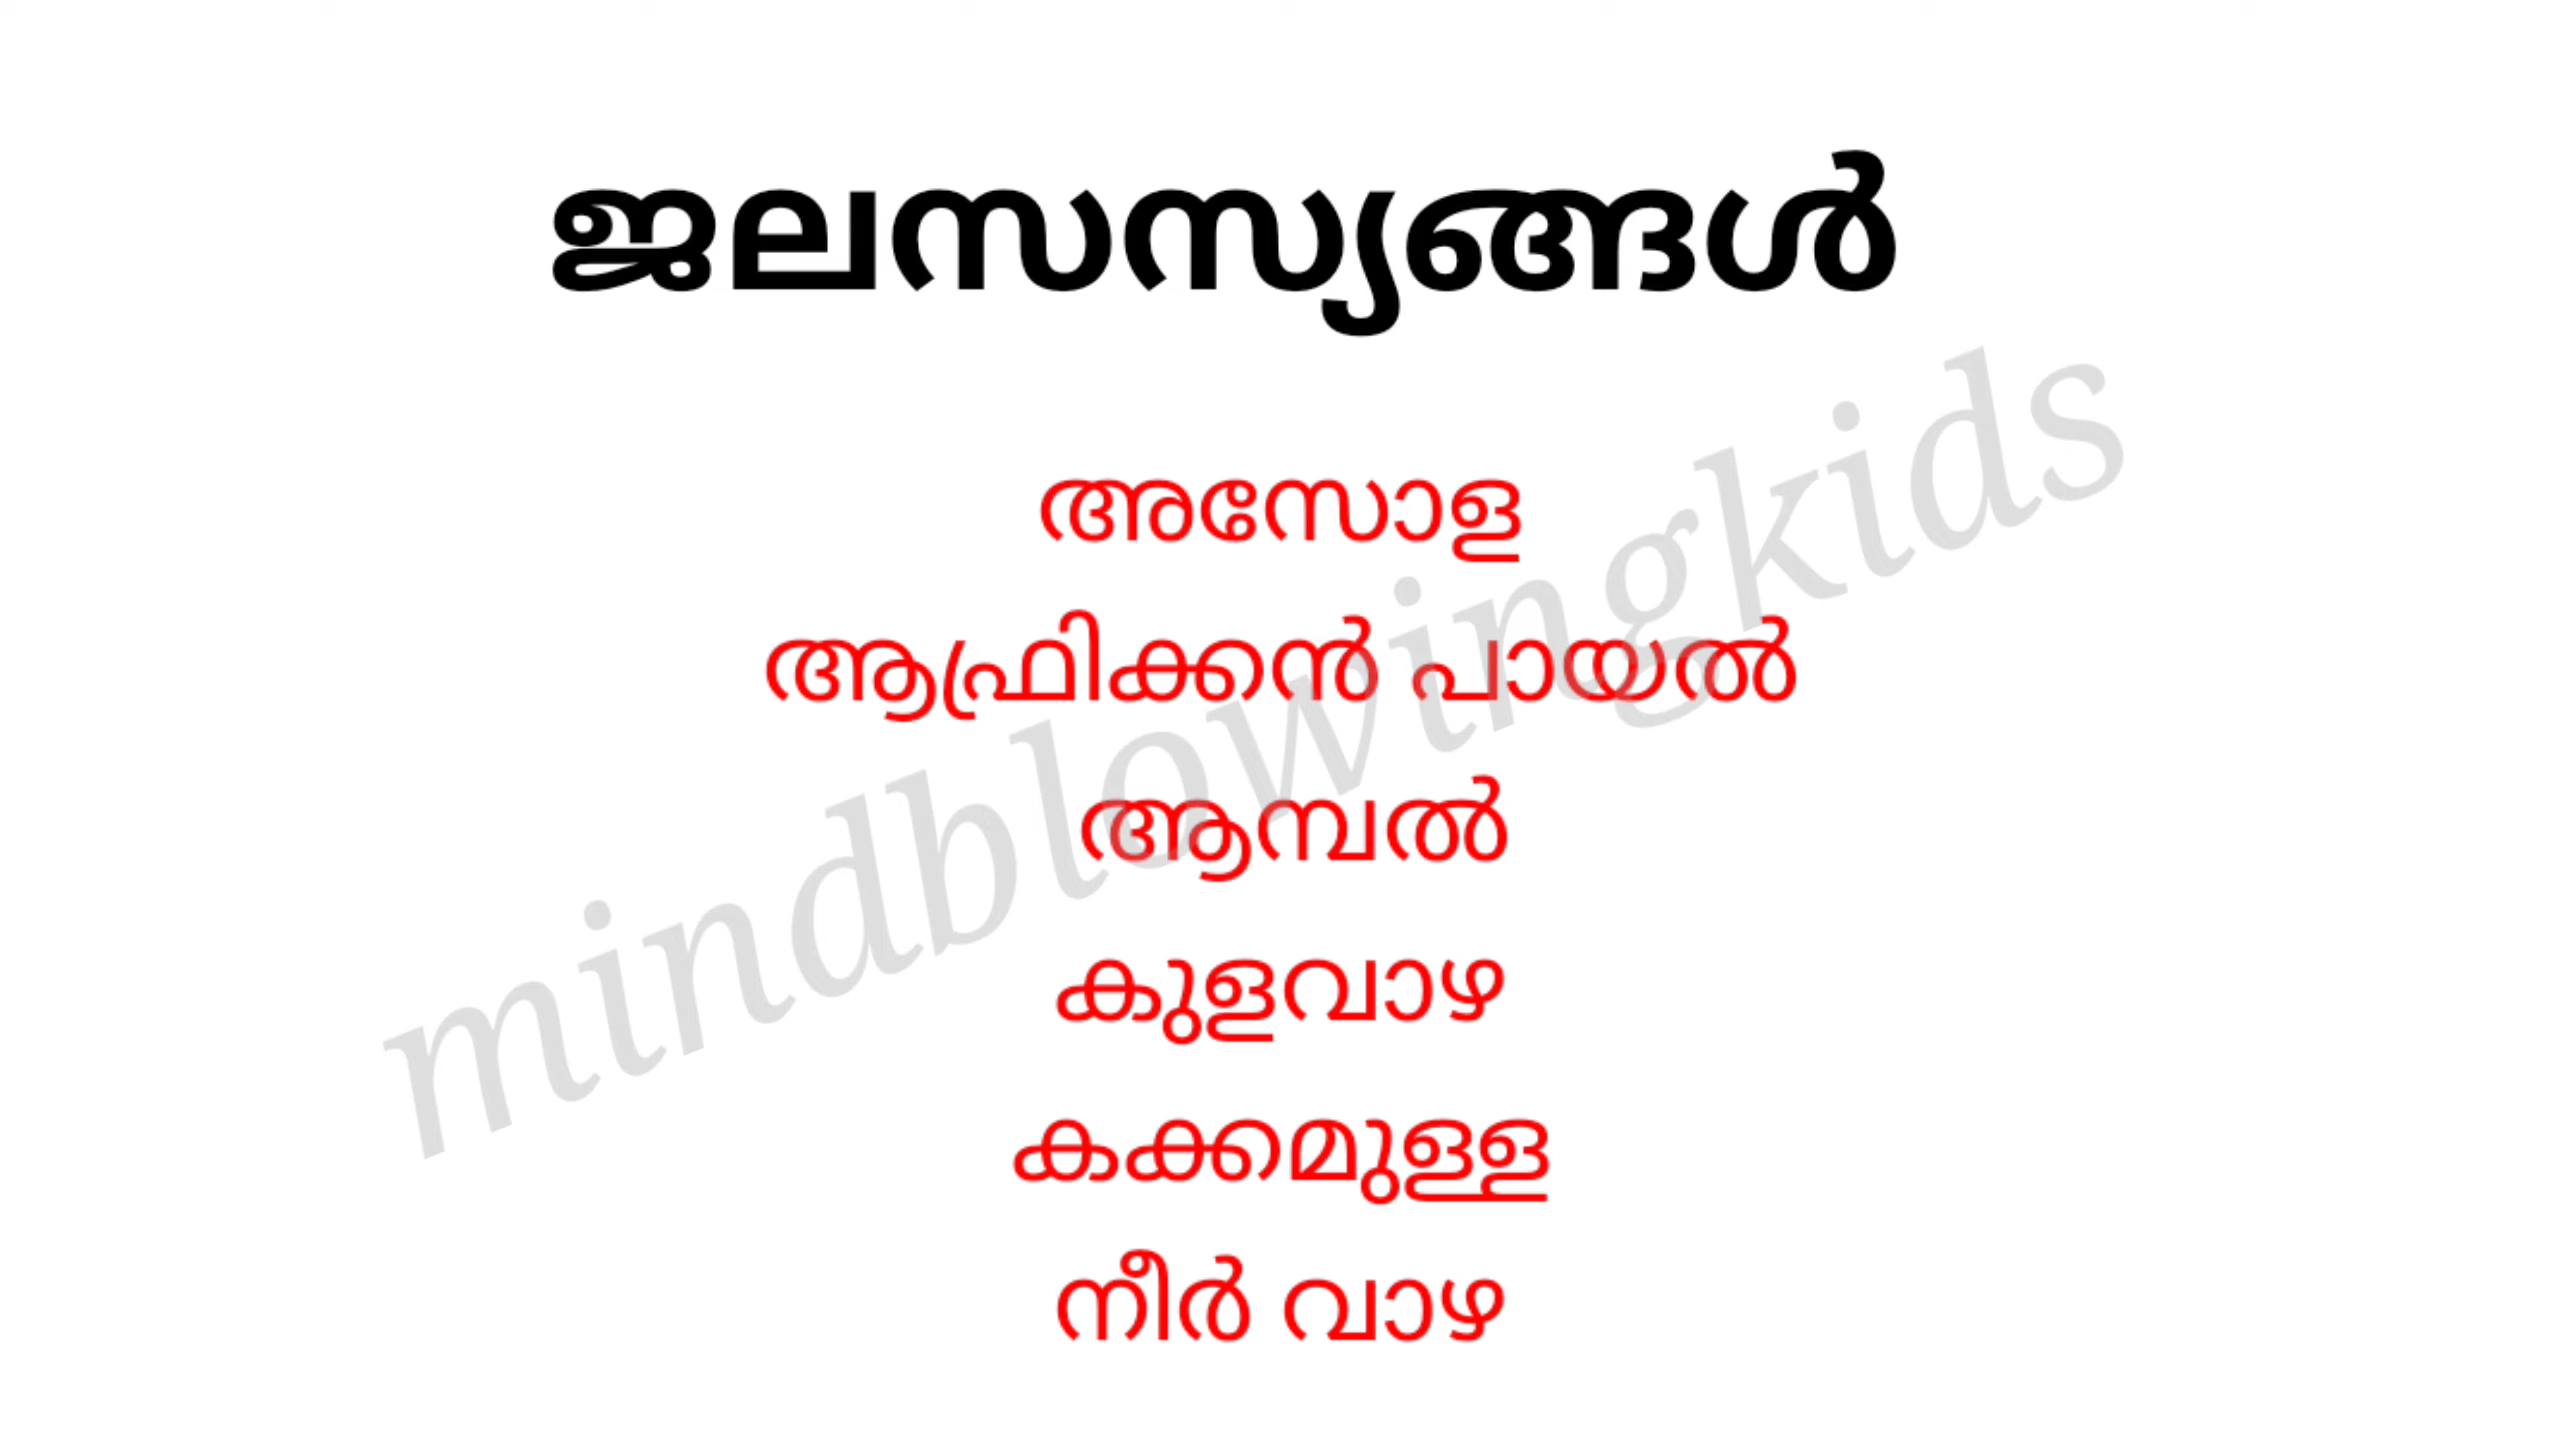 ജലസസ്യങ്ങൾ
അസോള
ആഫ്രിക്കൻ പായൽ
ആമ്പൽ
കുളവാഴ
കക്കമുള്ള
നീർ വാഴ
mindblowingkids